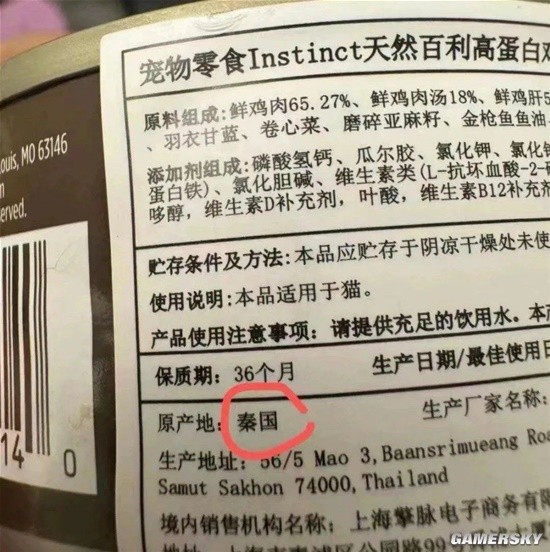 ouis, MO 63146
n
erved.
14 0
宠物零食Instinct天然百利高蛋白
原料组成:鲜鸡肉65.27%、鲜鸡肉汤18%、鲜鸡肝5
、羽衣甘蓝、卷心菜、磨碎亚麻籽、金枪鱼鱼油
添加剂组成:磷酸氢钙、瓜尔胶、氯化钾、氯化
蛋白铁)、氯化胆碱、维生素类(L-抗坏血酸-2-
哆醇，维生素D补充剂，叶酸，维生素B12补充剂
贮存条件及方法:本品应贮存于阴凉干燥处未使
使用说明:本品适用于猫。
产品使用注意事项: 请提供充足的饮用水。本
保质期: 36个月 生产日期/最佳使用日
原产地: 秦国 生产厂家名称:
生产地址: 56/5 Mao 3,Baansrimueang Roa
Samut Sakhon 74000,Thailand
境内销售机构名称: 上海擎脉电子商务有限
GAMERSKY